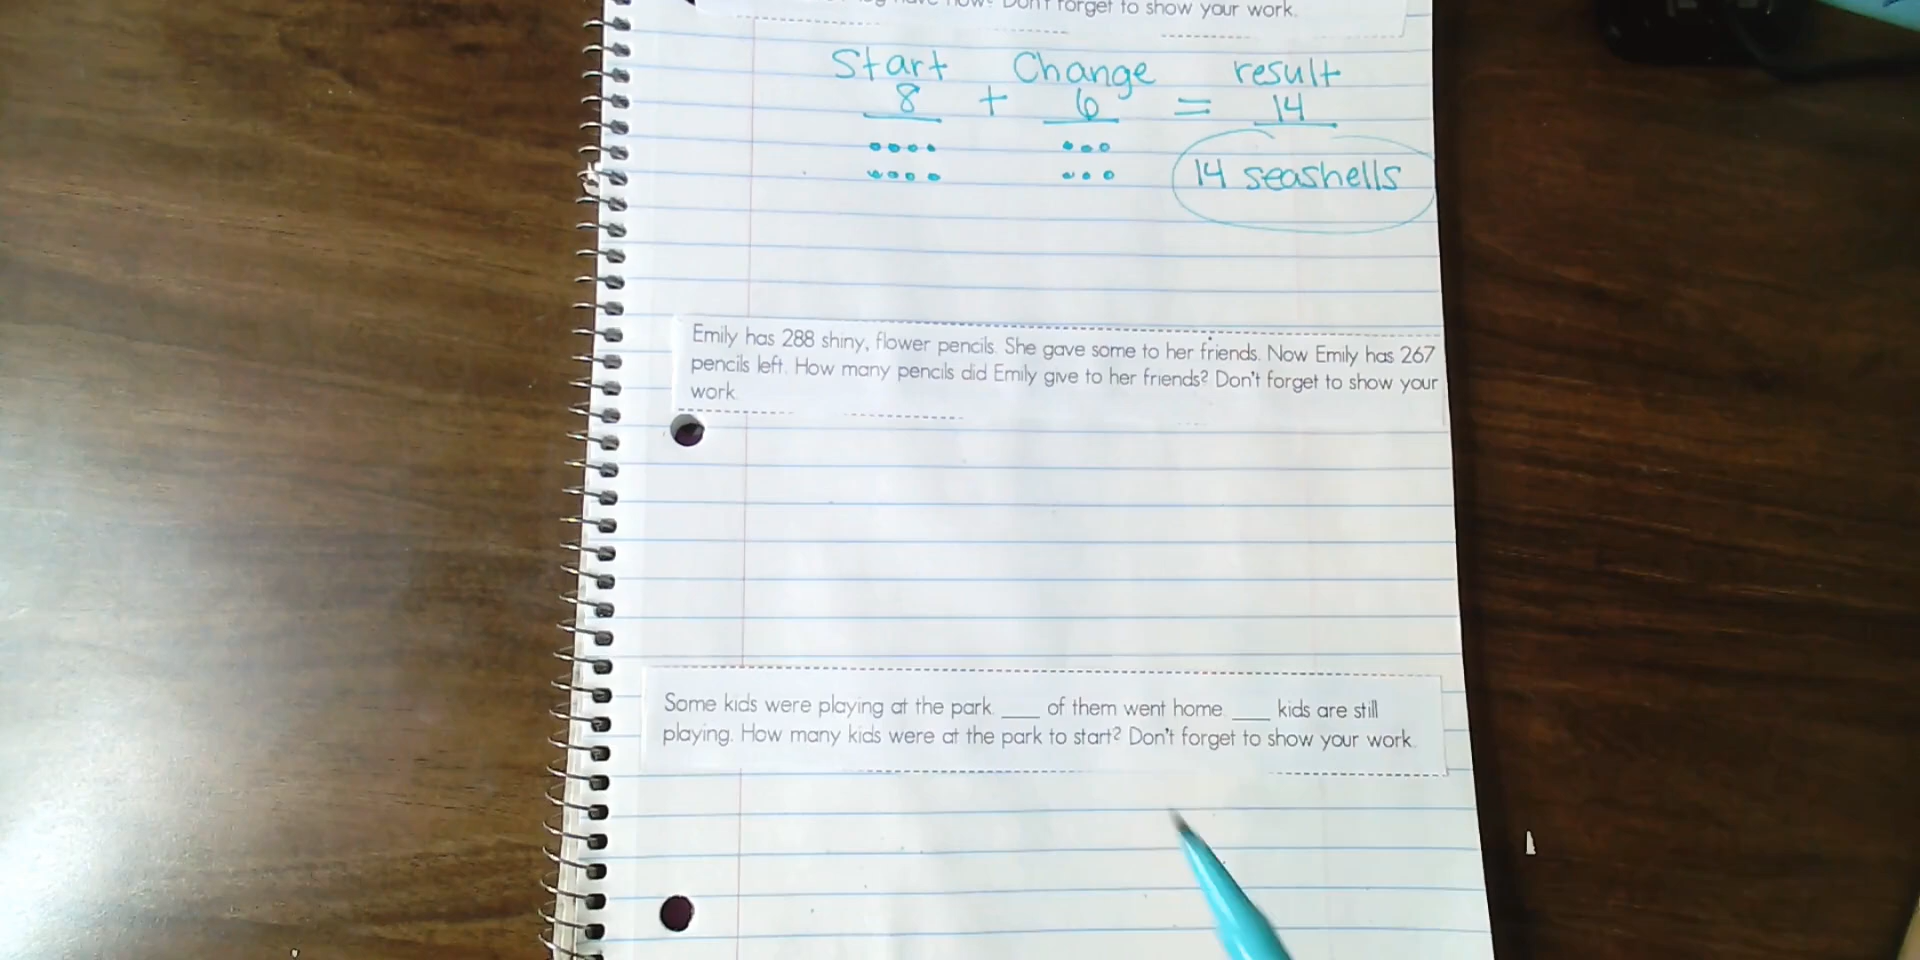 Don't forget to show your work.
Start Change result
8 + 6 = 14
14 seashells
Emily has 288 shiny, flower pencils. She gave some to her friends. Now Emily has 267
pencils left. How many pencils did Emily give to her friends? Don't forget to show your
work.
Some kids were playing at the park. ___ of them went home. ___ kids are still
playing. How many kids were at the park to start? Don't forget to show your work.